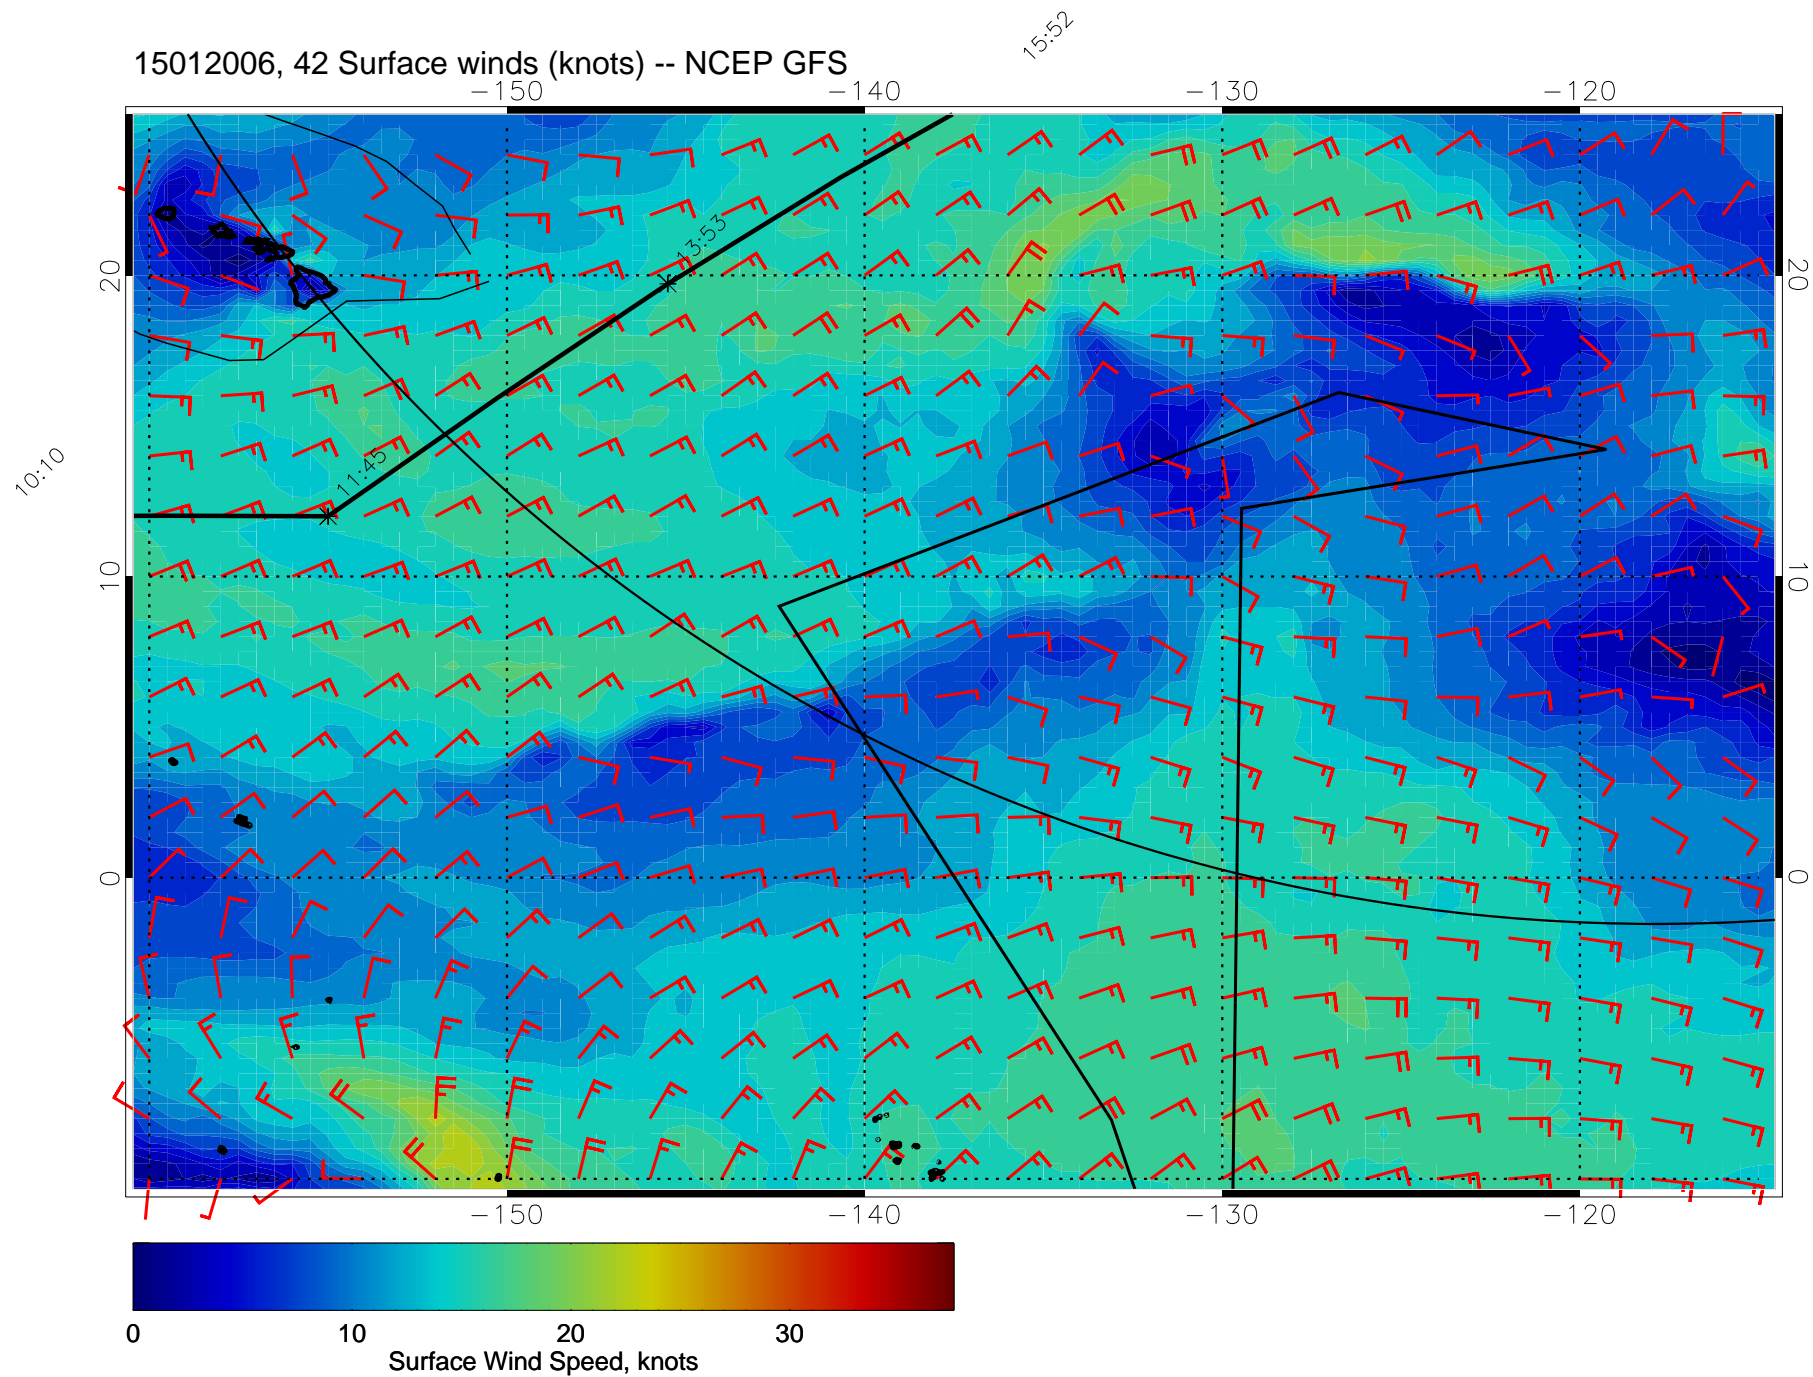 15:52
15012006, 42 Surface winds (knots) -- NCEP GFS
-150 -140 -130 -120
13:53
20 20
11:45
10:10
10 10
0 0
-150 -140 -130 -120
0 10 20 30
Surface Wind Speed, knots